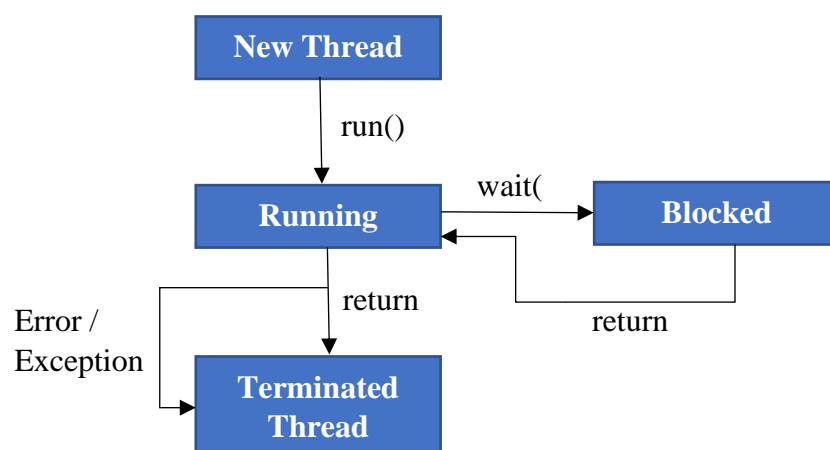 New Thread
run()
wait(
Running
Blocked
return
return
Error /
Exception
Terminated
Thread